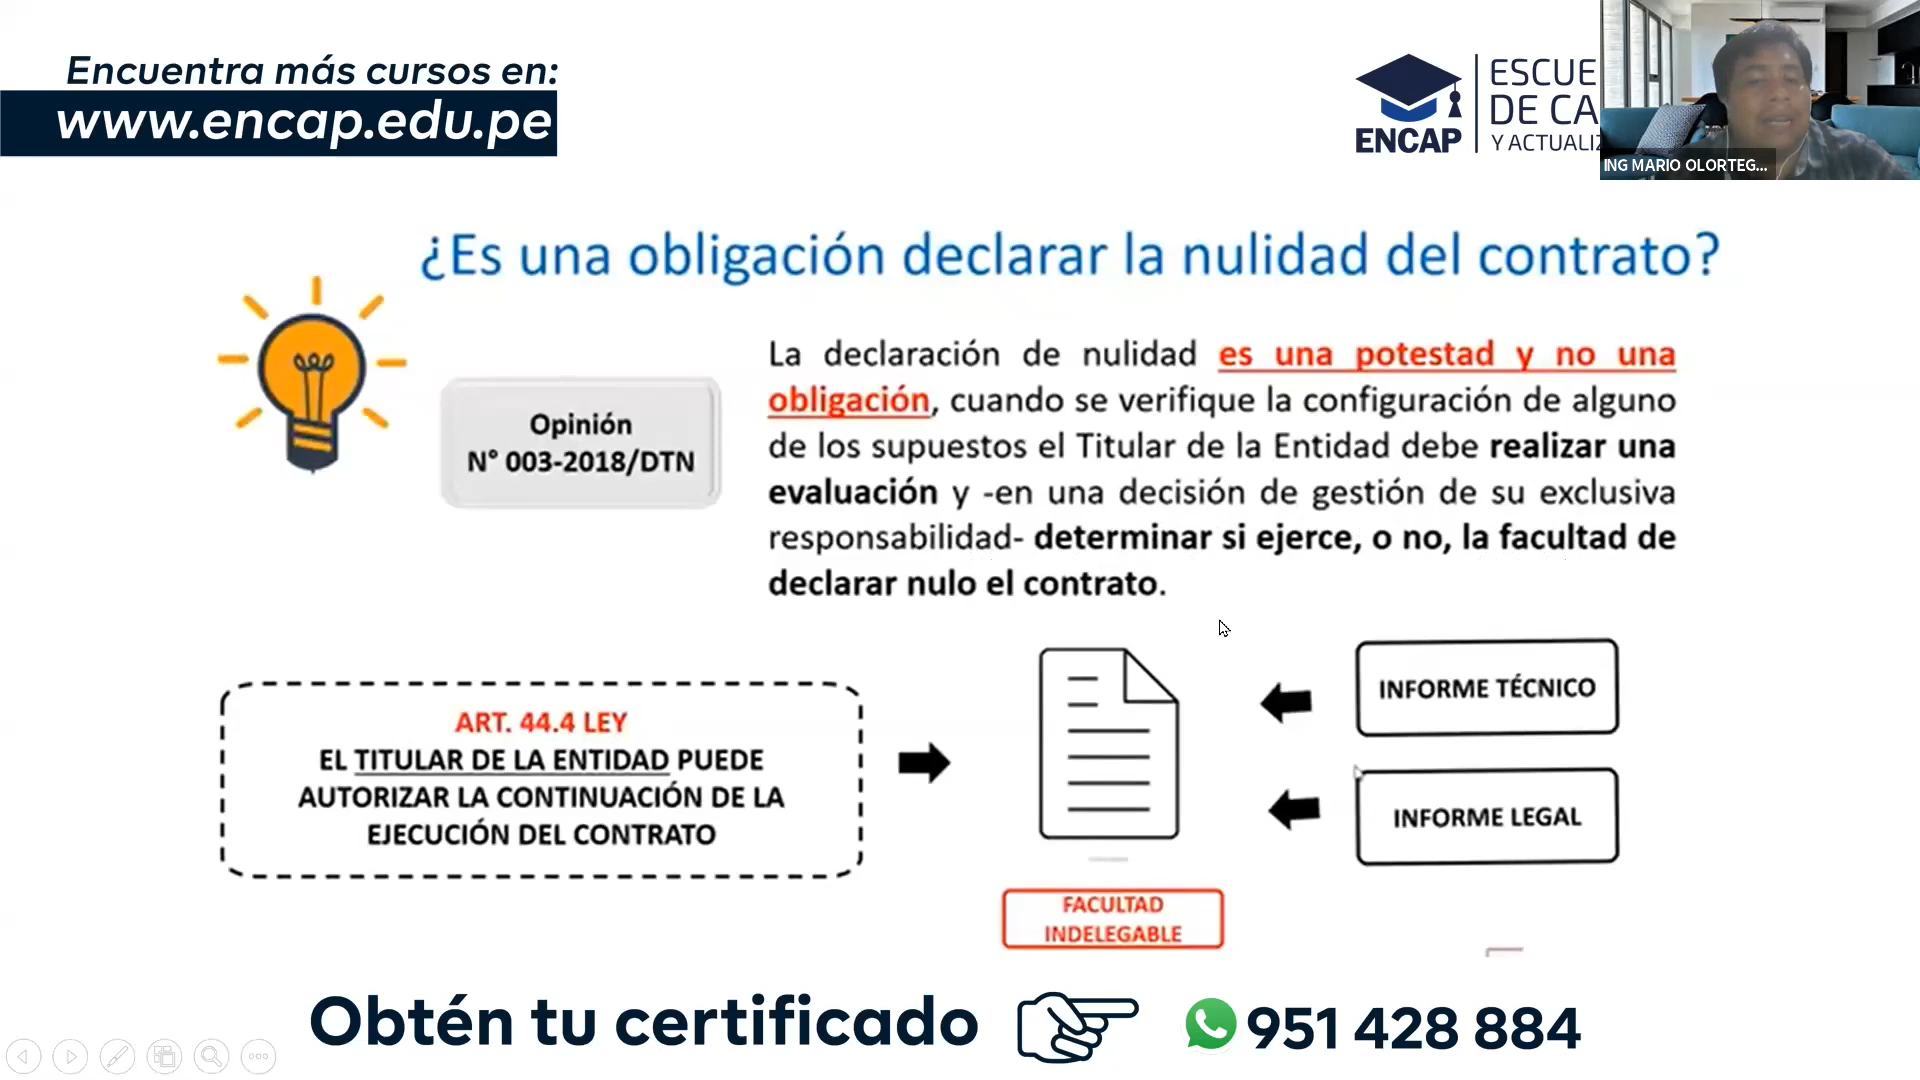 Encuentra más cursos en:
www.encap.edu.pe
ENCAP
ESCUE
DE CA
Y ACTUALIZ
ING MARIO OLORTEG...
¿Es una obligación declarar la nulidad del contrato?
Opinión
N° 003-2018/DTN
La declaración de nulidad es una potestad y no una
obligación, cuando se verifique la configuración de alguno
de los supuestos el Titular de la Entidad debe realizar una
evaluación y -en una decisión de gestión de su exclusiva
responsabilidad- determinar si ejerce, o no, la facultad de
declarar nulo el contrato.
ART. 44.4 LEY
EL TITULAR DE LA ENTIDAD PUEDE
AUTORIZAR LA CONTINUACIÓN DE LA
EJECUCIÓN DEL CONTRATO
INFORME TÉCNICO
INFORME LEGAL
FACULTAD
INDELEGABLE
Obtén tu certificado
951 428 884